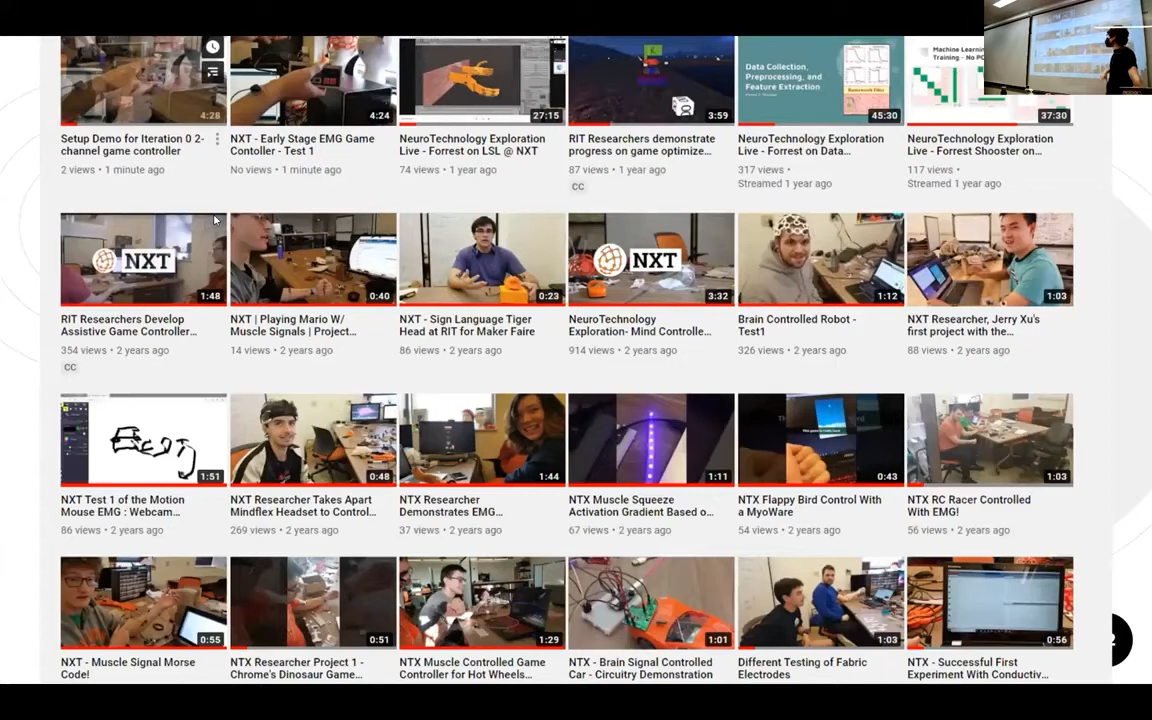 4:28
Setup Demo for Iteration 0 2-
channel game controller
2 views • 1 minute ago
4:24
NXT - Early Stage EMG Game
Contoller - Test 1
No views • 1 minute ago
27:15
NeuroTechnology Exploration
Live - Forrest on LSL @ NXT
74 views • 1 year ago
3:59
RIT Researchers demonstrate
progress on game optimize...
87 views • 1 year ago
CC
Data Collection,
Preprocessing, and
Feature Extraction
45:30
NeuroTechnology Exploration
Live - Forrest on Data...
317 views •
Streamed 1 year ago
Machine Learning
Training - No PC
37:30
NeuroTechnology Exploration
Live - Forrest Shooster on...
117 views •
Streamed 1 year ago
NXT
1:48
RIT Researchers Develop
Assistive Game Controller...
354 views • 2 years ago
CC
0:40
NXT | Playing Mario W/
Muscle Signals | Project...
14 views • 2 years ago
0:23
NXT - Sign Language Tiger
Head at RIT for Maker Faire
86 views • 2 years ago
NXT
3:32
NeuroTechnology
Exploration- Mind Controlle...
914 views • 2 years ago
1:12
Brain Controlled Robot -
Test1
326 views • 2 years ago
1:03
NXT Researcher, Jerry Xu's
first project with the...
88 views • 2 years ago
1:51
NXT Test 1 of the Motion
Mouse EMG : Webcam...
86 views • 2 years ago
0:48
NXT Researcher Takes Apart
Mindflex Headset to Control...
269 views • 2 years ago
1:44
NTX Researcher
Demonstrates EMG...
37 views • 2 years ago
1:11
NTX Muscle Squeeze
Activation Gradient Based o...
67 views • 2 years ago
0:43
NTX Flappy Bird Control With
a MyoWare
54 views • 2 years ago
1:03
NTX RC Racer Controlled
With EMG!
56 views • 2 years ago
0:55
NXT - Muscle Signal Morse
Code!
0:51
NTX Researcher Project 1 -
Chrome's Dinosaur Game...
1:29
NTX Muscle Controlled Game
Controller for Hot Wheels...
1:01
NTX - Brain Signal Controlled
Car - Circuitry Demonstration
1:03
Different Testing of Fabric
Electrodes
0:56
NTX - Successful First
Experiment With Conductiv...